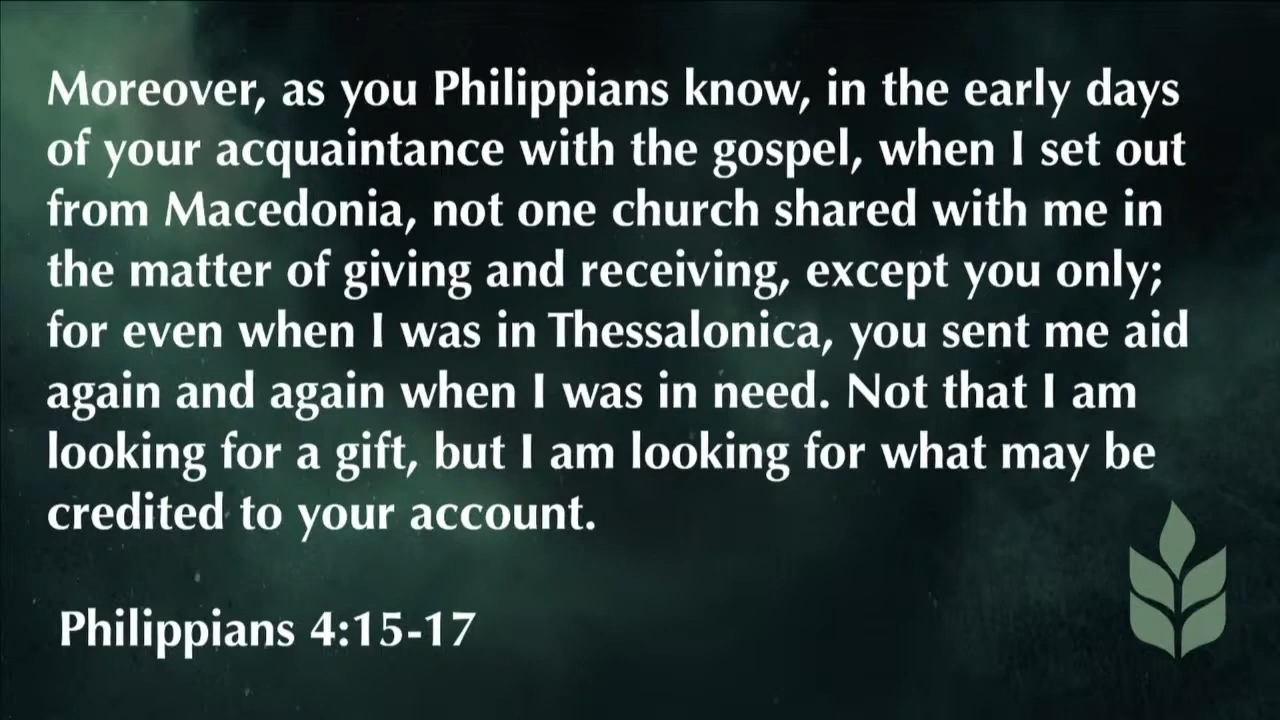 Moreover, as you Philippians know, in the early days
of your acquaintance with the gospel, when I set out
from Macedonia, not one church shared with me in
the matter of giving and receiving, except you only;
for even when I was in Thessalonica, you sent me aid
again and again when I was in need. Not that I am
looking for a gift, but I am looking for what may be
credited to your account.
Philippians 4:15-17